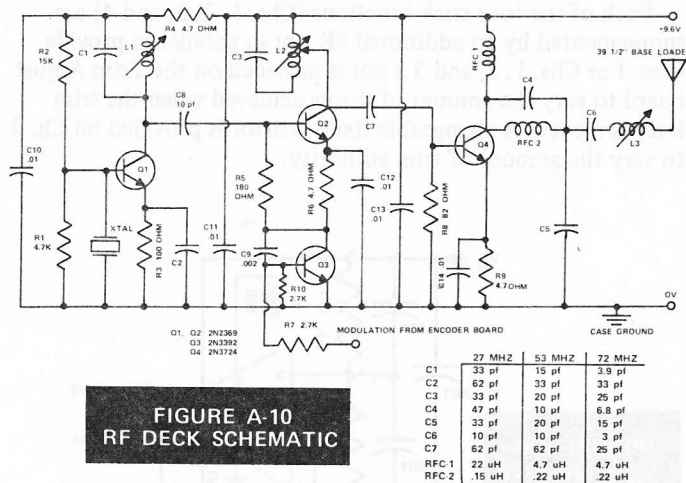 R4 4.7 OHM
+9.6V
R2
15K
C1
L1
C3
L2
RFC-1
19.12" BASE
LOADED
C8
10 pf
C4
C7
Q2
C6
Q4
RFC 2
L3
C10
.01
Q1
R5
180
OHM
R6 4.7 OHM
C12
.01
C13
.01
R8 82 OHM
C5
R1
4.7K
XTAL
R3 100 OHM
C2
C11
.01
C9
.002
Q3
R10
2.7K
C14 .01
R9
4.7 OHM
0V
CASE GROUND
R7 2.7K
MODULATION FROM ENCODER BOARD
Q1, Q2 2N2369
Q3 2N3392
Q4 2N3724
FIGURE A-10
RF DECK SCHEMATIC
27 MHZ 53 MHZ 72 MHZ
C1 33 pf 15 pf 3.9 pf
C2 62 pf 33 pf 33 pf
C3 33 pf 20 pf 25 pf
C4 47 pf 10 pf 6.8 pf
C5 33 pf 20 pf 15 pf
C6 10 pf 10 pf 3 pf
C7 62 pf 62 pf 25 pf
RFC-1 22 uH 4.7 uH 4.7 uH
RFC-2 .15 uH .22 uH .22 uH